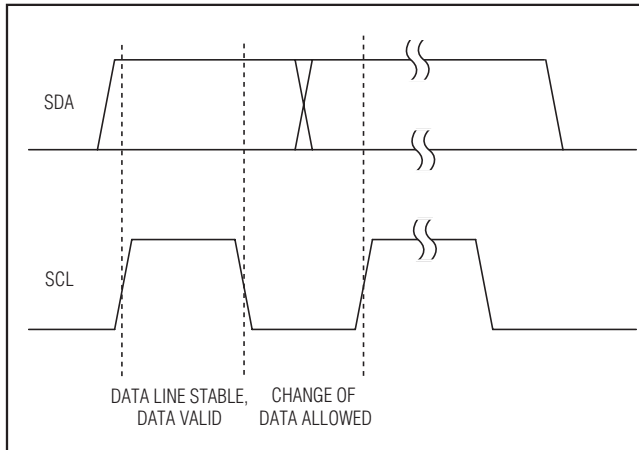 SDA
SCL
DATA LINE STABLE,
DATA VALID
CHANGE OF
DATA ALLOWED